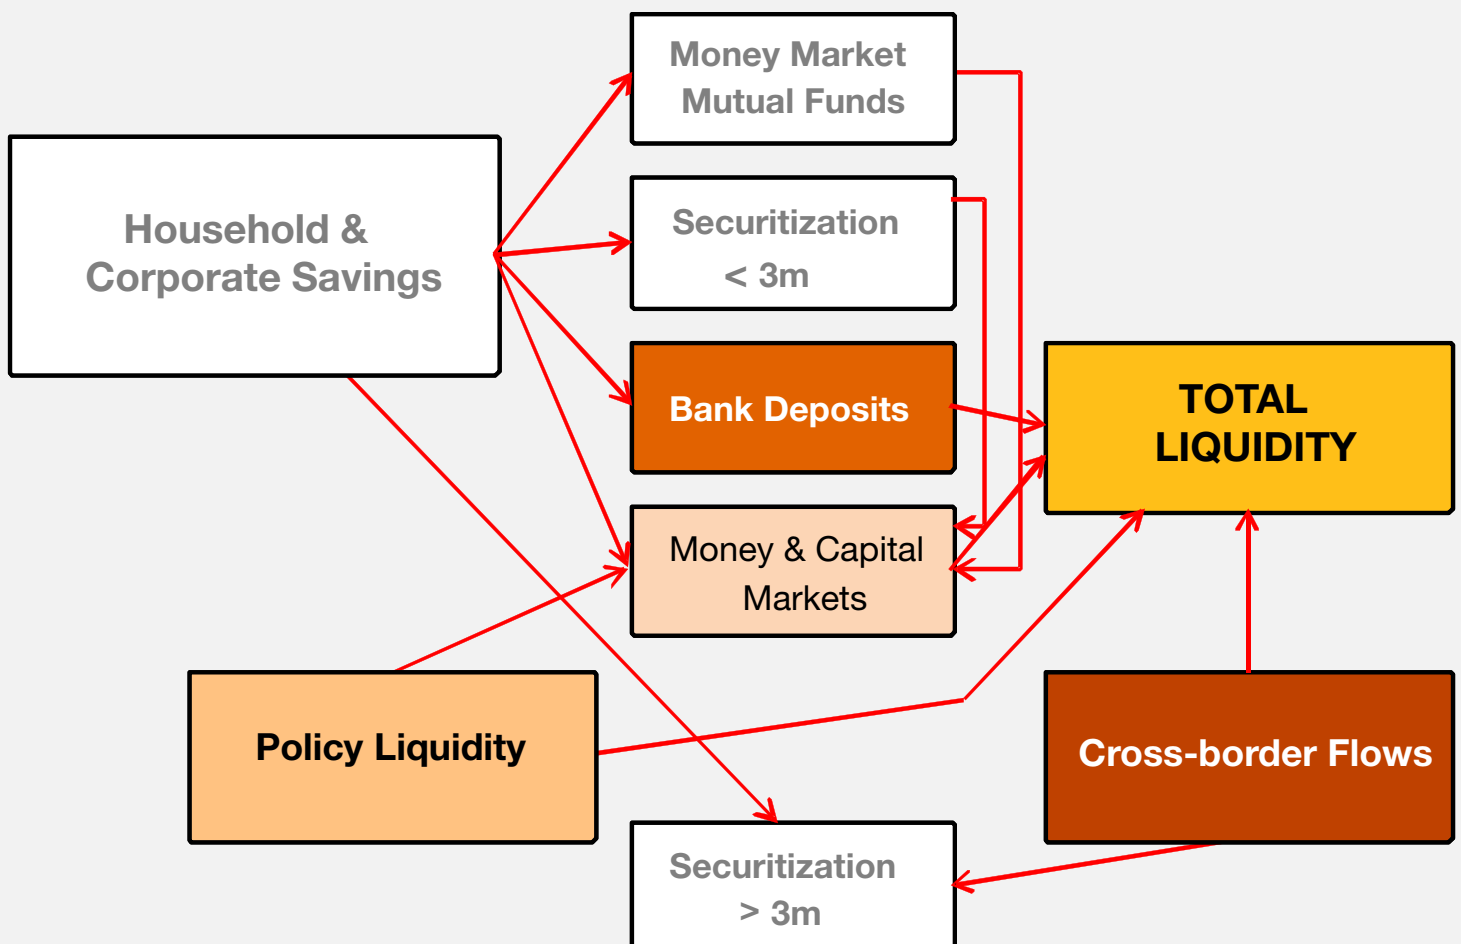 Money Market
Mutual Funds
Household &
Corporate Savings
Securitization
< 3m
Bank Deposits
TOTAL
LIQUIDITY
Money & Capital
Markets
Policy Liquidity
Cross-border Flows
Securitization
> 3m